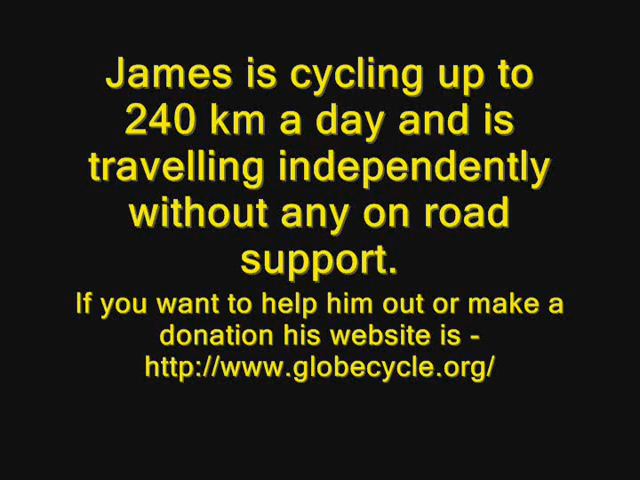 James is cycling up to
240 km a day and is
travelling independently
without any on road
support.
If you want to help him out or make a
donation his website is -
http://www.globecycle.org/